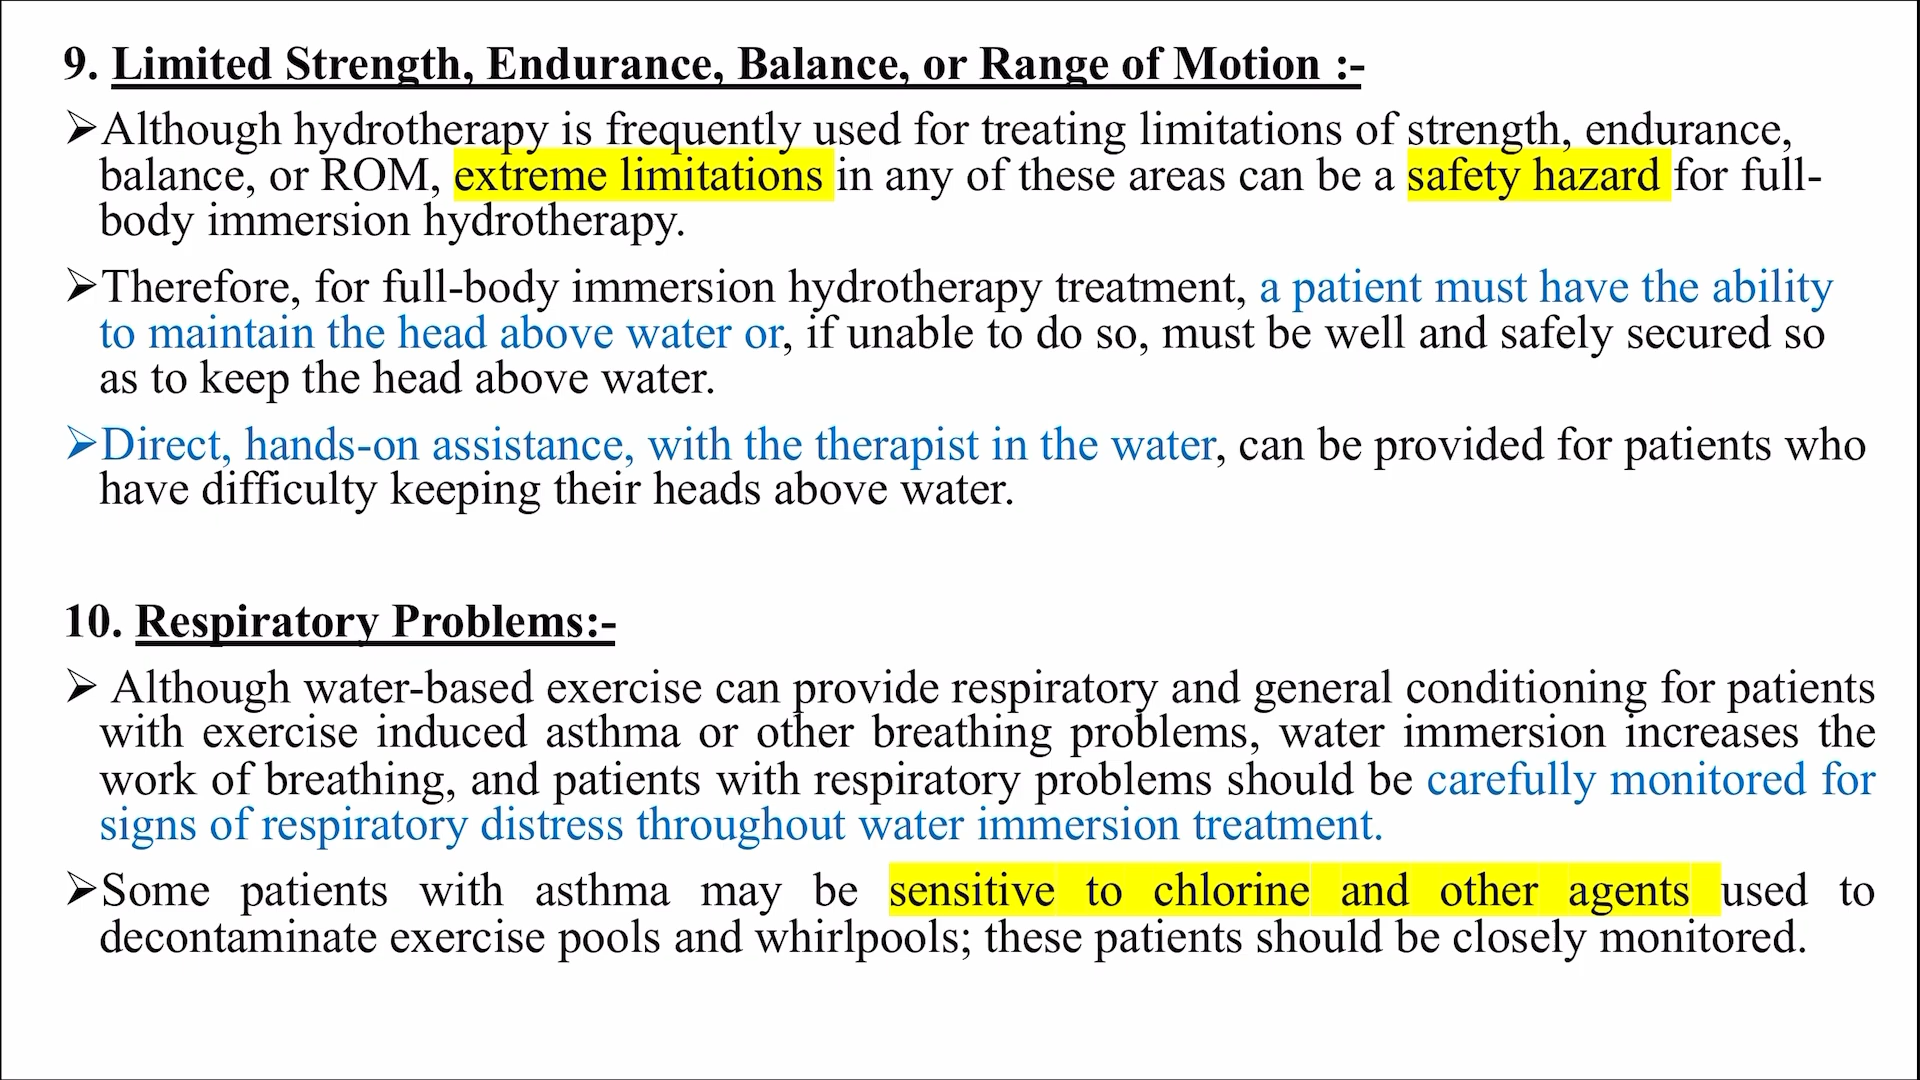 9. Limited Strength, Endurance, Balance, or Range of Motion :-
➢Although hydrotherapy is frequently used for treating limitations of strength, endurance,
balance, or ROM, extreme limitations in any of these areas can be a safety hazard for full-
body immersion hydrotherapy.
➢Therefore, for full-body immersion hydrotherapy treatment, a patient must have the ability
to maintain the head above water or, if unable to do so, must be well and safely secured so
as to keep the head above water.
➢Direct, hands-on assistance, with the therapist in the water, can be provided for patients who
have difficulty keeping their heads above water.
10. Respiratory Problems:-
➢ Although water-based exercise can provide respiratory and general conditioning for patients
with exercise induced asthma or other breathing problems, water immersion increases the
work of breathing, and patients with respiratory problems should be carefully monitored for
signs of respiratory distress throughout water immersion treatment.
➢Some patients with asthma may be sensitive to chlorine and other agents used to
decontaminate exercise pools and whirlpools; these patients should be closely monitored.